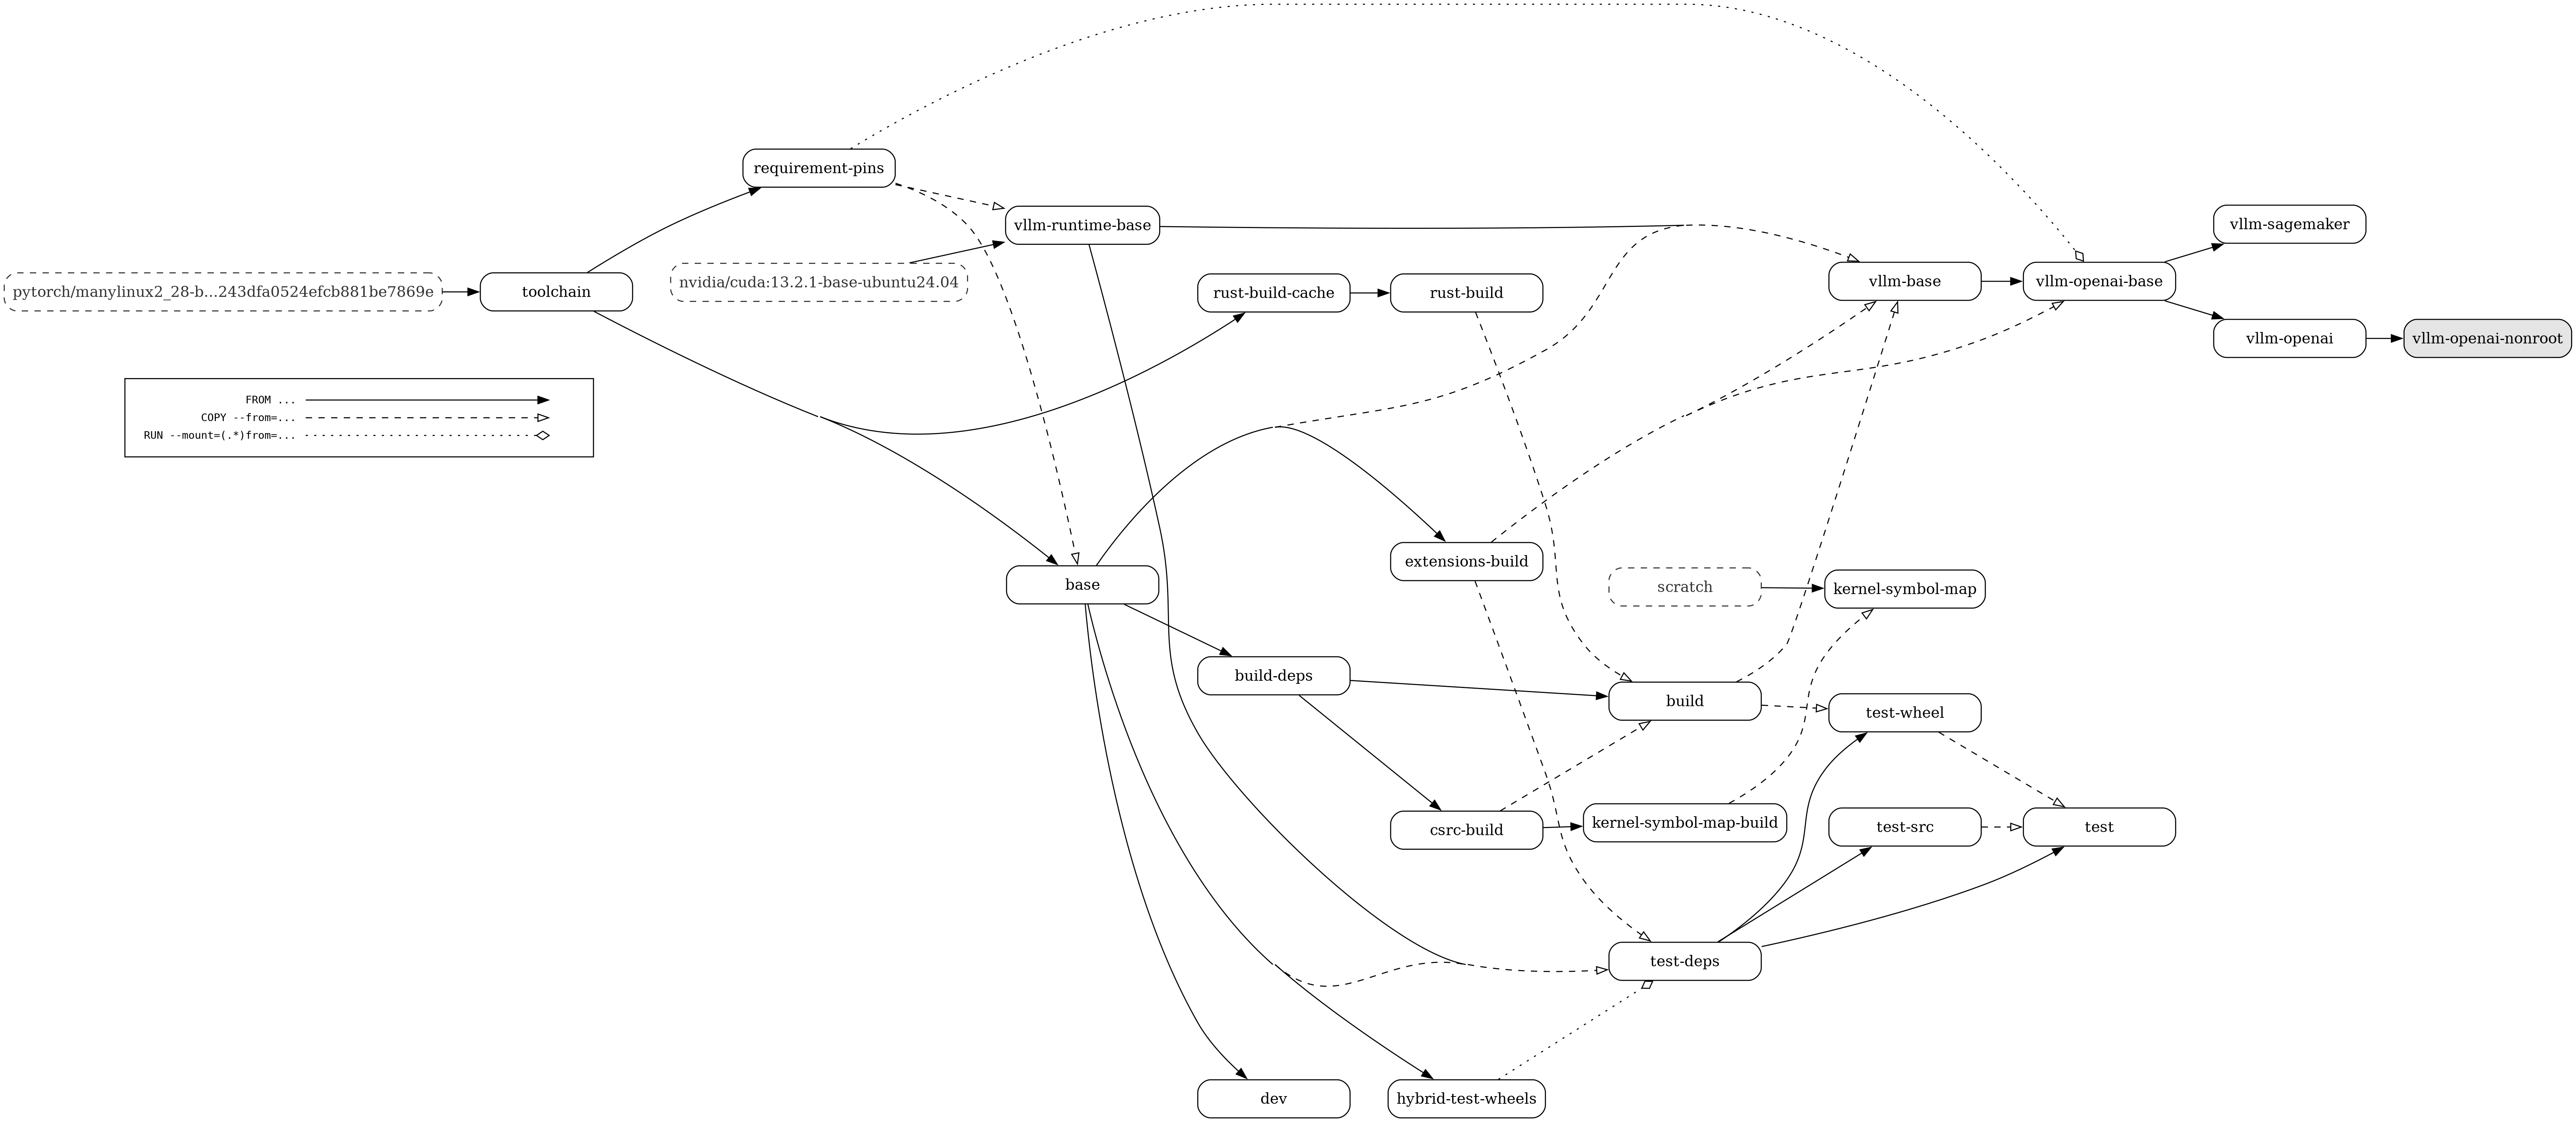 requirement-pins
vllm-runtime-base
vllm-sagemaker
pytorch/manylinux2_28-b...243dfa0524efcb881be7869e
toolchain
nvidia/cuda:13.2.1-base-ubuntu24.04
rust-build-cache
rust-build
vllm-base
vllm-openai-base
vllm-openai
vllm-openai-nonroot
FROM ...
COPY --from=...
RUN --mount=(.*)from=...
base
extensions-build
scratch
kernel-symbol-map
build-deps
build
test-wheel
csrc-build
kernel-symbol-map-build
test-src
test
test-deps
dev
hybrid-test-wheels